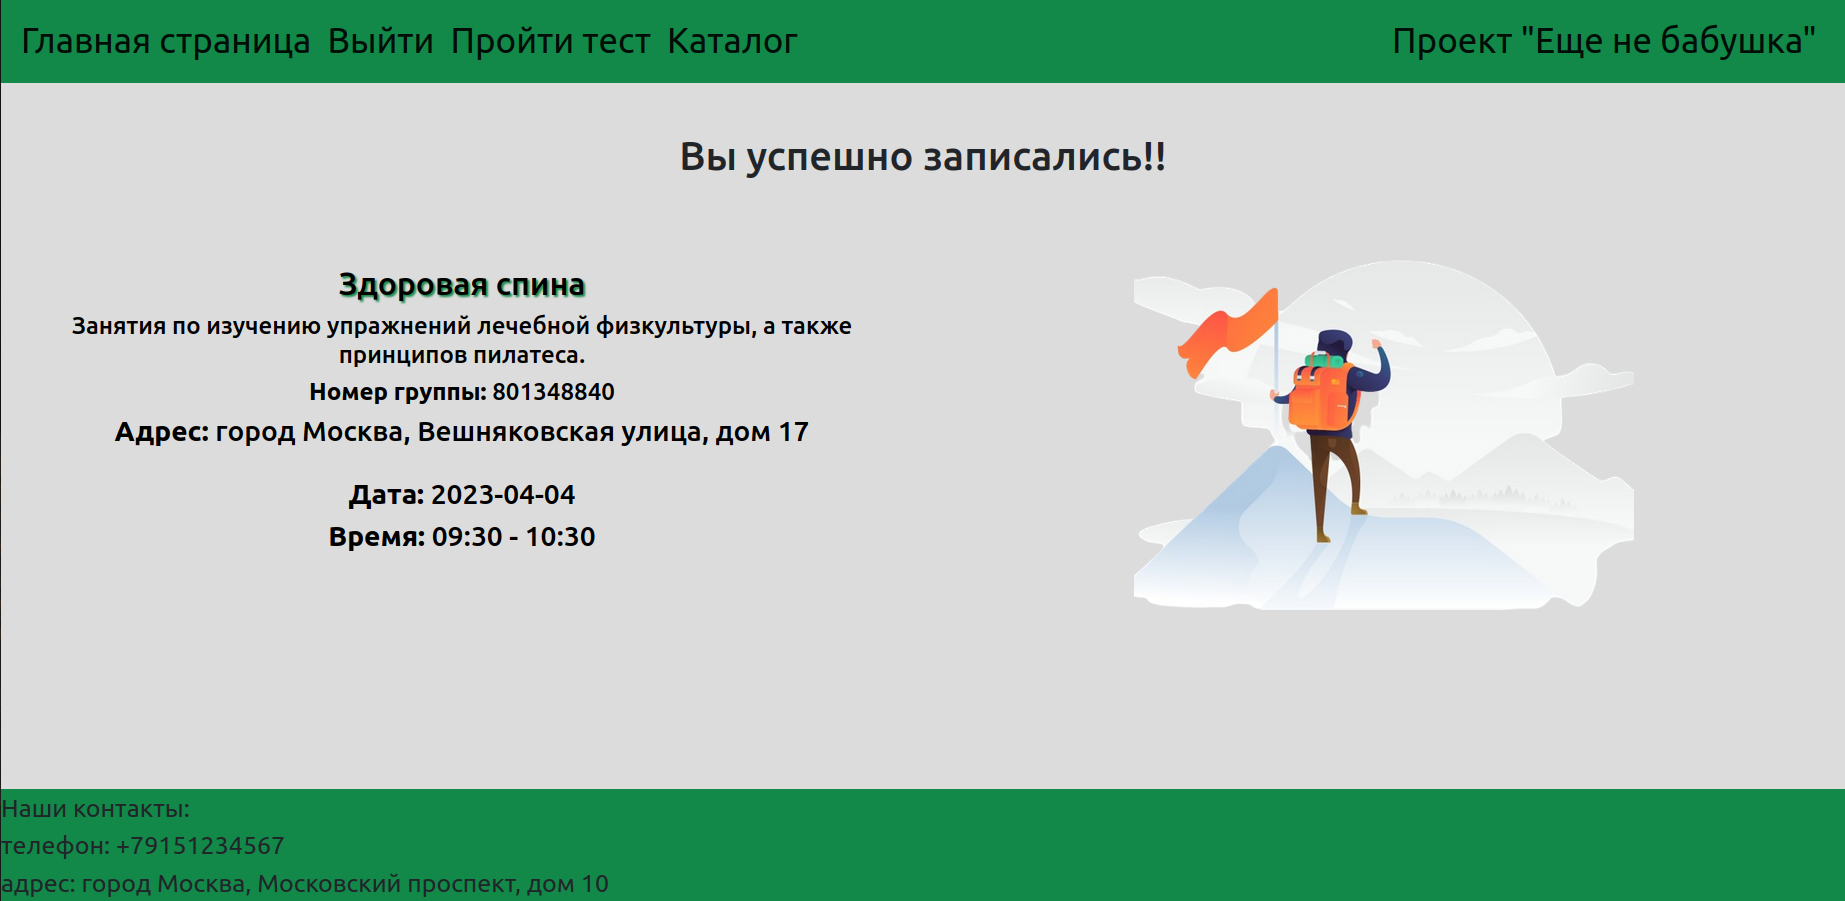 Главная страница Выйти Пройти тест Каталог Проект "Еще не бабушка"
Вы успешно записались!!
Здоровая спина
Занятия по изучению упражнений лечебной физкультуры, а также
принципов пилатеса.
Номер группы: 801348840
Адрес: город Москва, Вешняковская улица, дом 17
Дата: 2023-04-04
Время: 09:30 - 10:30
Наши контакты:
телефон: +79151234567
адрес: город Москва, Московский проспект, дом 10